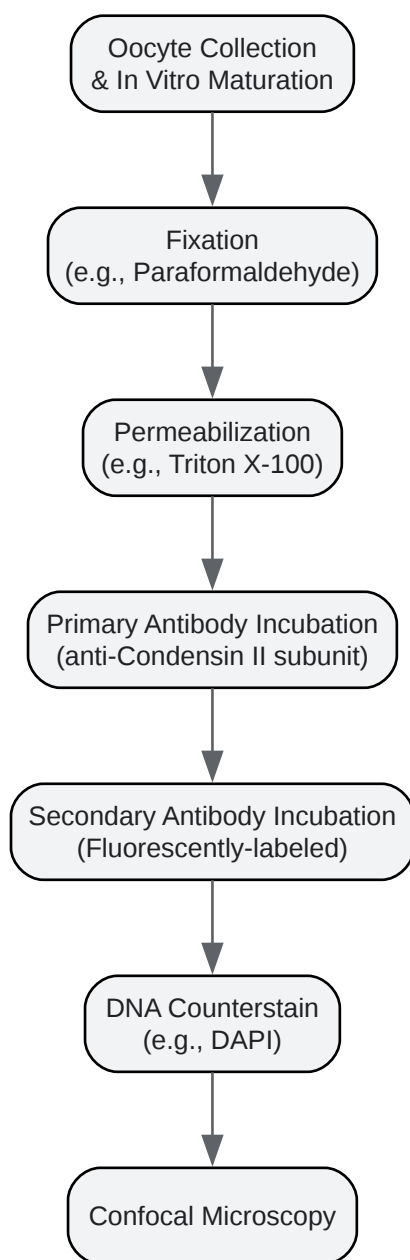 Oocyte Collection
& In Vitro Maturation
Fixation
(e.g., Paraformaldehyde)
Permeabilization
(e.g., Triton X-100)
Primary Antibody Incubation
(anti-Condensin II subunit)
Secondary Antibody Incubation
(Fluorescently-labeled)
DNA Counterstain
(e.g., DAPI)
Confocal Microscopy